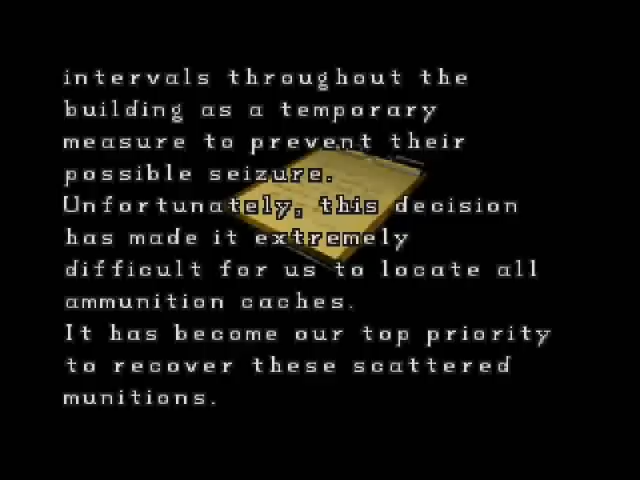 intervals throughout the
building as a temporary
measure to prevent their
possible seizure.
Unfortunately, this decision
has made it extremely
difficult for us to locate all
ammunition caches.
It has become our top priority
to recover these scattered
munitions.